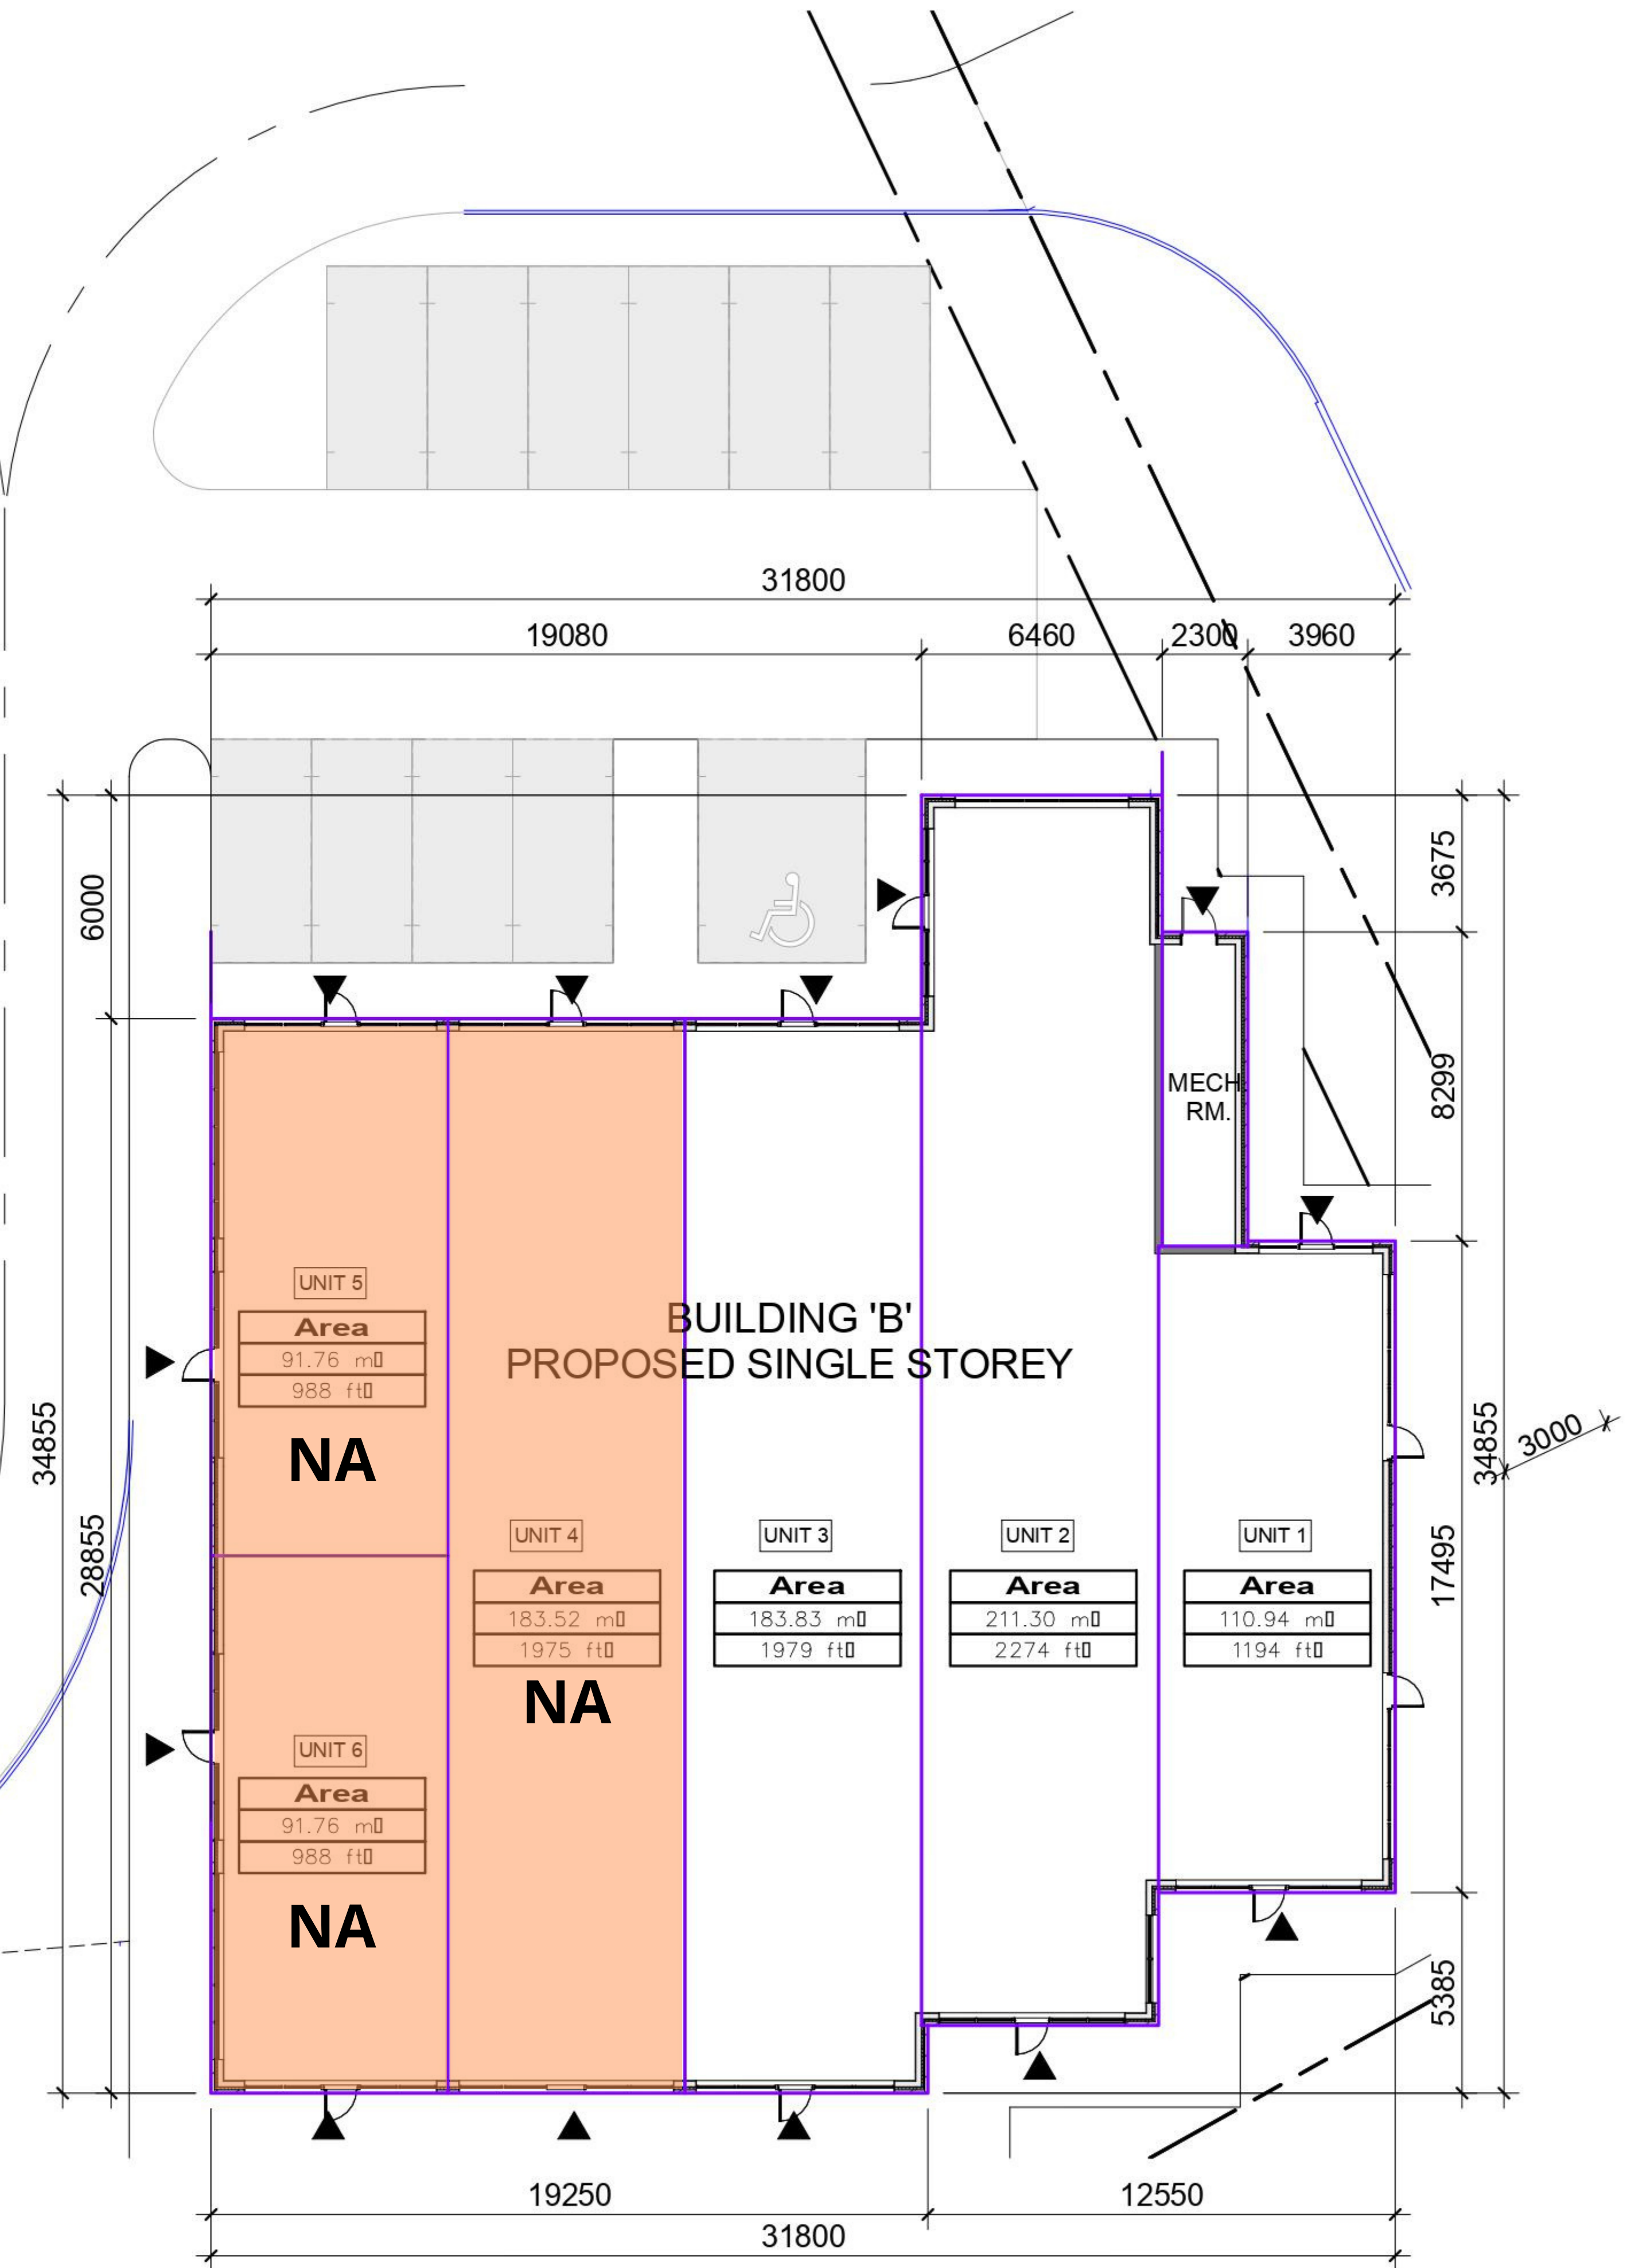 31800
19080
6460
2300
3960
6000
3675
MECH
RM.
8299
UNIT 5
Area
91.76 m▯
988 ft▯
NA
BUILDING 'B'
PROPOSED SINGLE STOREY
34855
28855
34855
3000
17495
UNIT 4
Area
183.52 m▯
1975 ft▯
NA
UNIT 3
Area
183.83 m▯
1979 ft▯
UNIT 2
Area
211.30 m▯
2274 ft▯
UNIT 1
Area
110.94 m▯
1194 ft▯
UNIT 6
Area
91.76 m▯
988 ft▯
NA
5385
19250
12550
31800